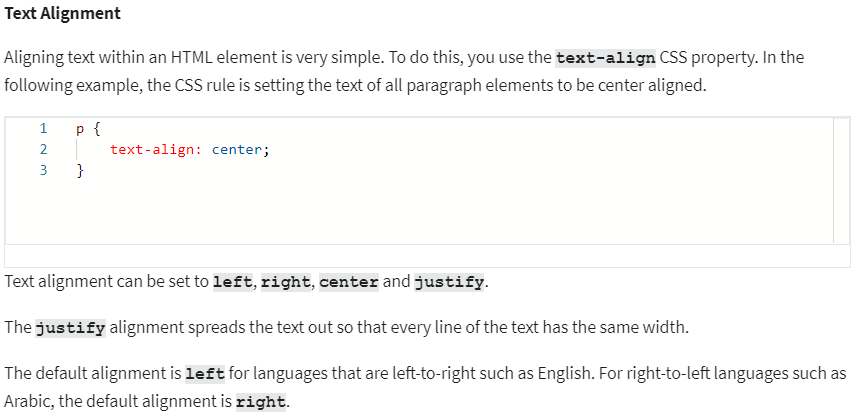 Text Alignment
Aligning text within an HTML element is very simple. To do this, you use the text-align CSS property. In the
following example, the CSS rule is setting the text of all paragraph elements to be center aligned.
1 p {
2 text-align: center;
3 }
Text alignment can be set to left, right, center and justify.
The justify alignment spreads the text out so that every line of the text has the same width.
The default alignment is left for languages that are left-to-right such as English. For right-to-left languages such as
Arabic, the default alignment is right.